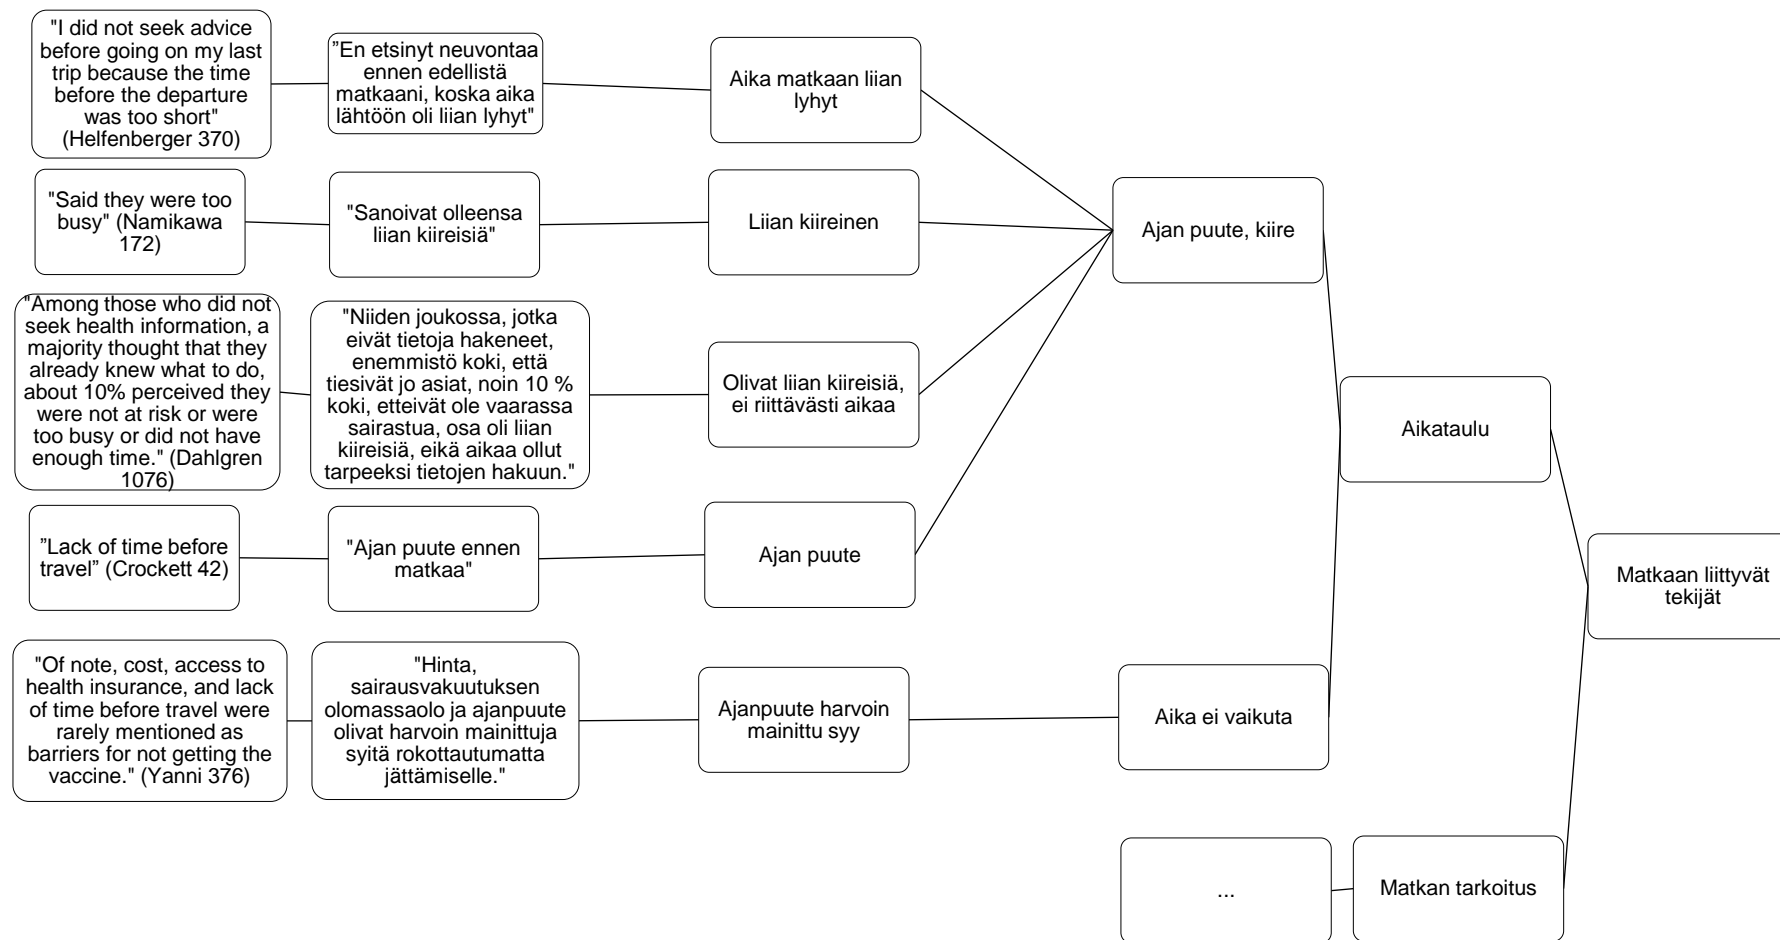 "I did not seek advice
before going on my last
trip because the time
before the departure
was too short"
(Helfenberger 370)
”En etsinyt neuvontaa
ennen edellistä
matkaani, koska aika
lähtöön oli liian lyhyt"
Aika matkaan liian
lyhyt
"Said they were too
busy" (Namikawa
172)
"Sanoivat olleensa
liian kiireisiä"
Liian kiireinen
Ajan puute, kiire
"Among those who did not
seek health information, a
majority thought that they
already knew what to do,
about 10% perceived they
were not at risk or were
too busy or did not have
enough time." (Dahlgren
1076)
"Niiden joukossa, jotka
eivät tietoja hakeneet,
enemmistö koki, että
tiesivät jo asiat, noin 10 %
koki, etteivät ole vaarassa
sairastua, osa oli liian
kiireisiä, eikä aikaa ollut
tarpeeksi tietojen hakuun."
Olivat liian kiireisiä,
ei riittävästi aikaa
Aikataulu
”Lack of time before
travel” (Crockett 42)
"Ajan puute ennen
matkaa"
Ajan puute
Matkaan liittyvät
tekijät
"Of note, cost, access to
health insurance, and lack
of time before travel were
rarely mentioned as
barriers for not getting the
vaccine." (Yanni 376)
"Hinta,
sairausvakuutuksen
olomassaolo ja ajanpuute
olivat harvoin mainittuja
syitä rokottautumatta
jättämiselle."
Ajanpuute harvoin
mainittu syy
Aika ei vaikuta
...
Matkan tarkoitus